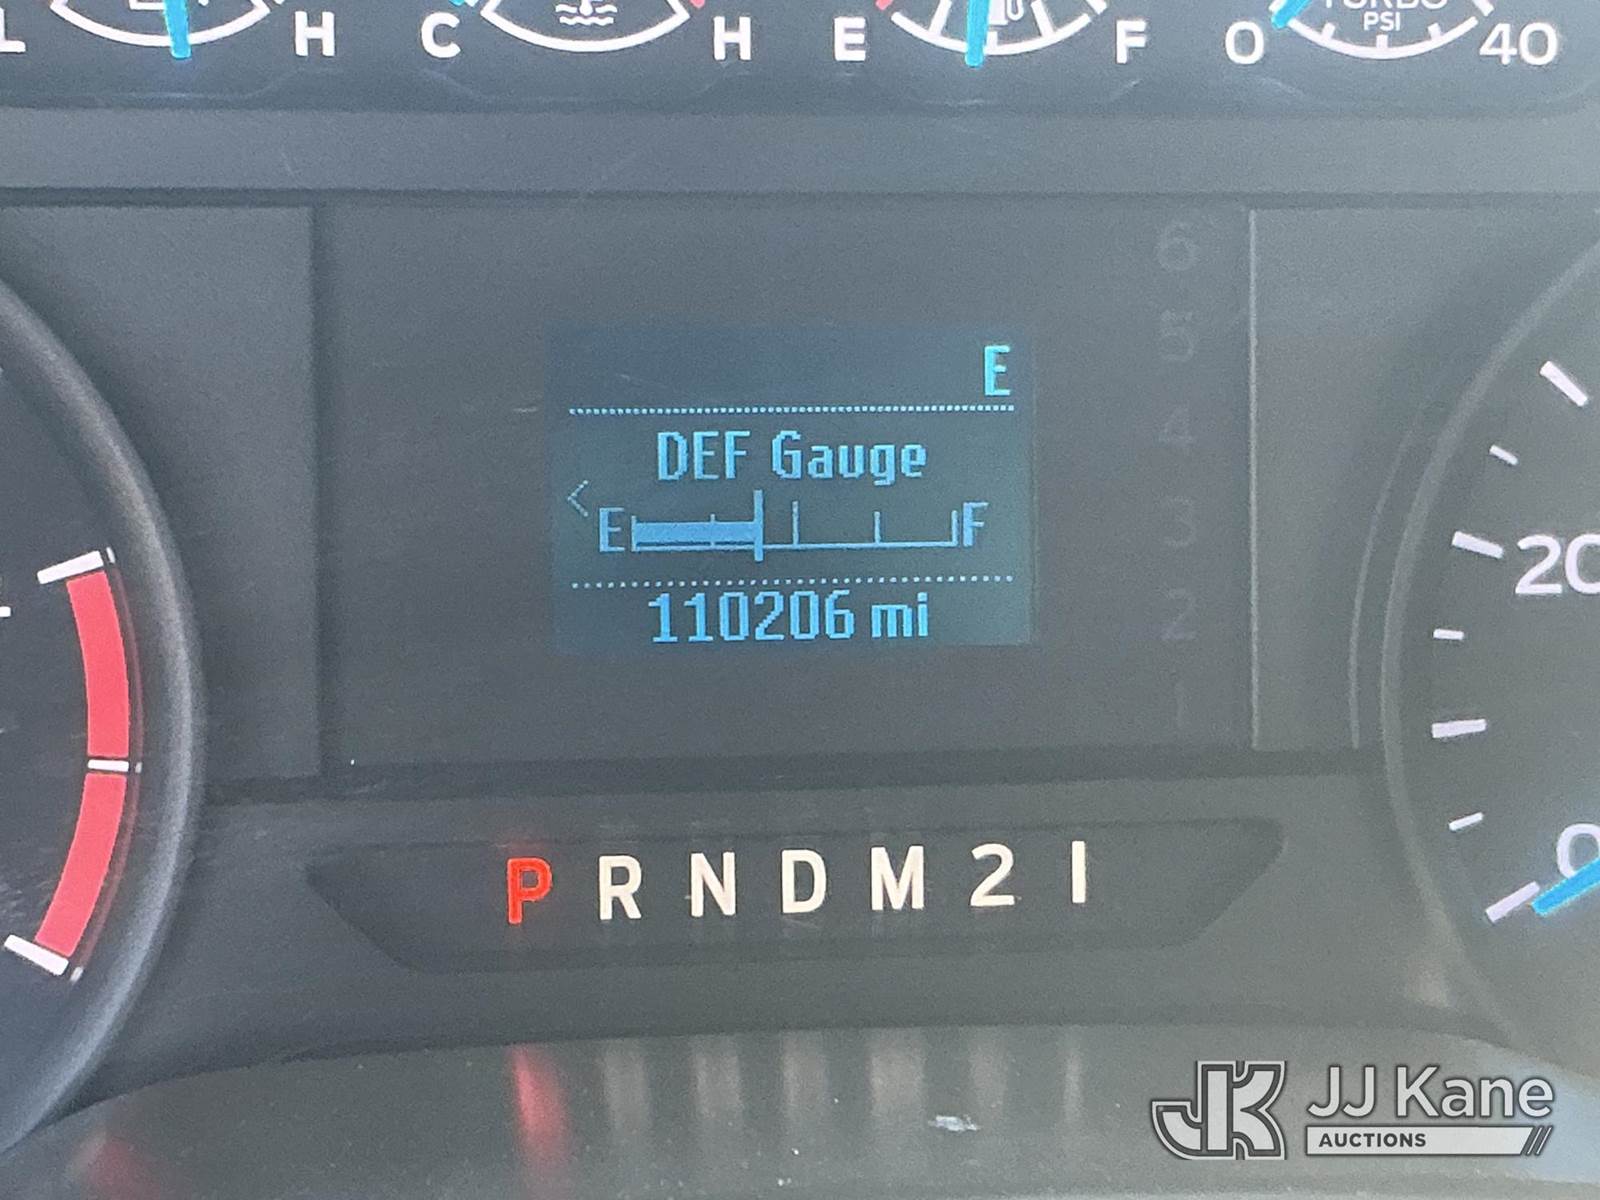 L H C H E F 0 TURBO PSI 40
6
5
4
3
2
1
E
DEF Gauge
E F
110206 mi
20
0
P R N D M 2 1
JK JJ Kane
AUCTIONS